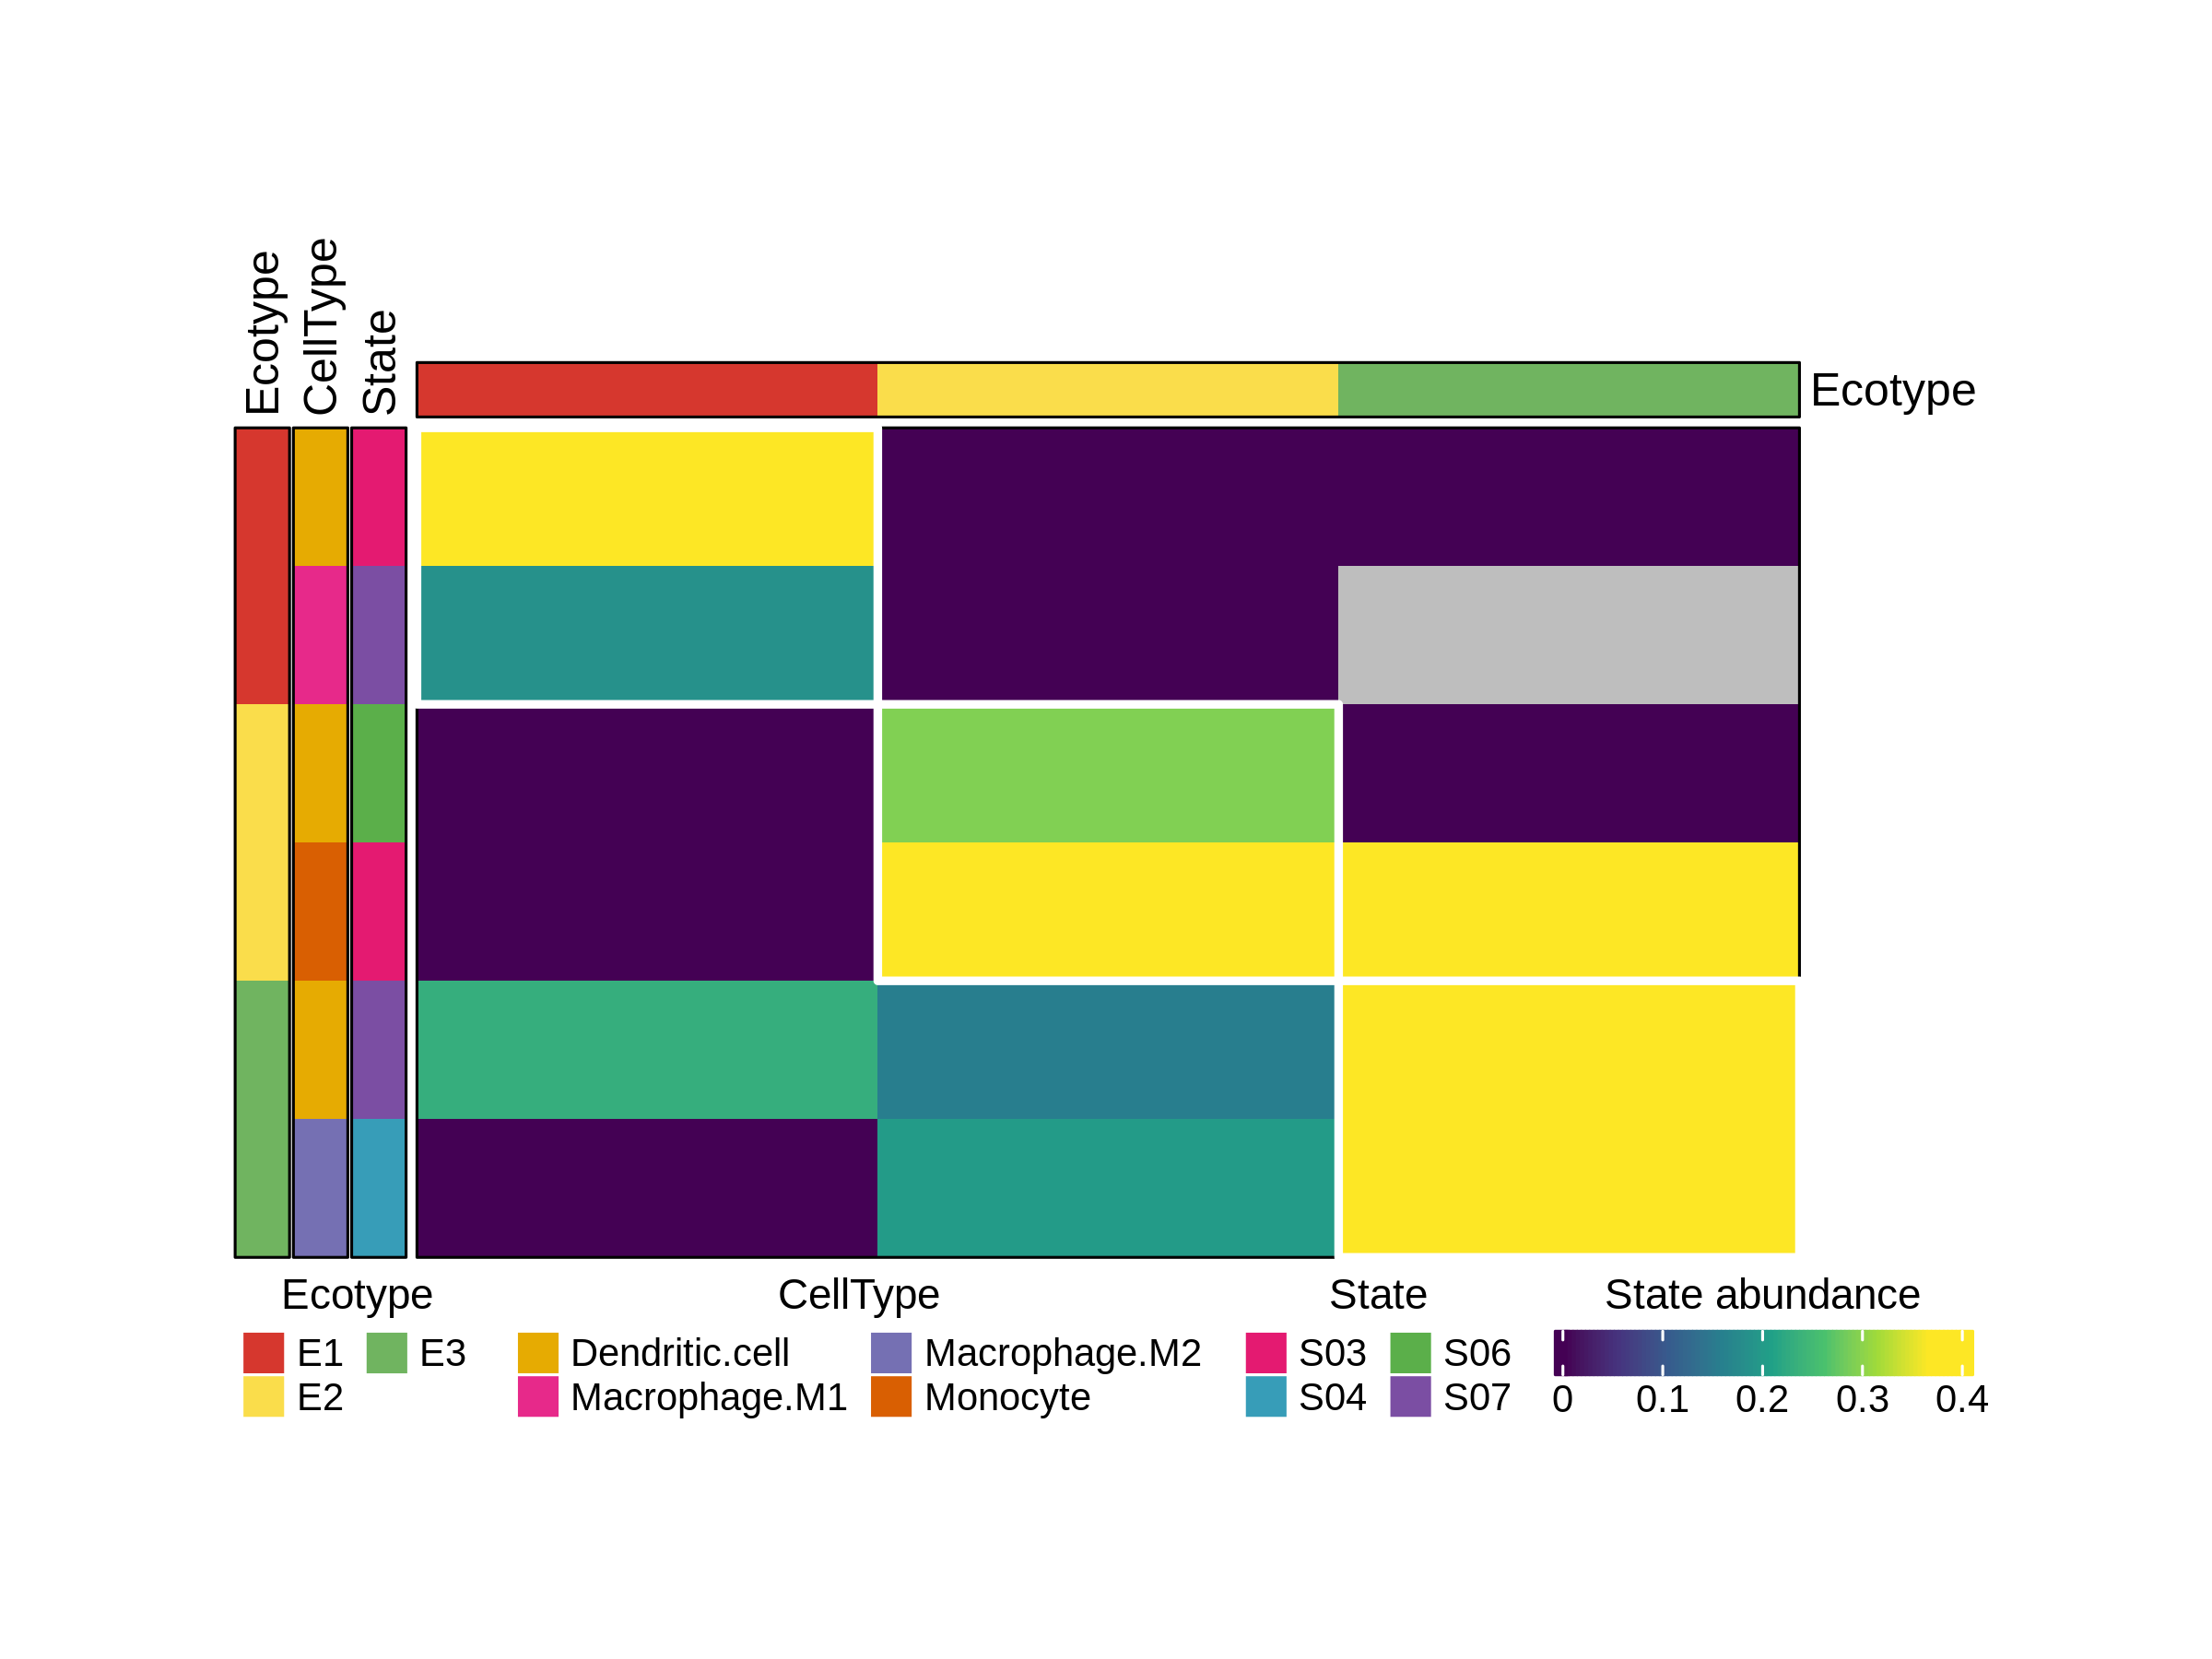 Ecotype
CellType
State
Ecotype
Ecotype CellType State State abundance
E1 E3 Dendritic.cell Macrophage.M2 S03 S06
E2 Macrophage.M1 Monocyte S04 S07
0 0.1 0.2 0.3 0.4